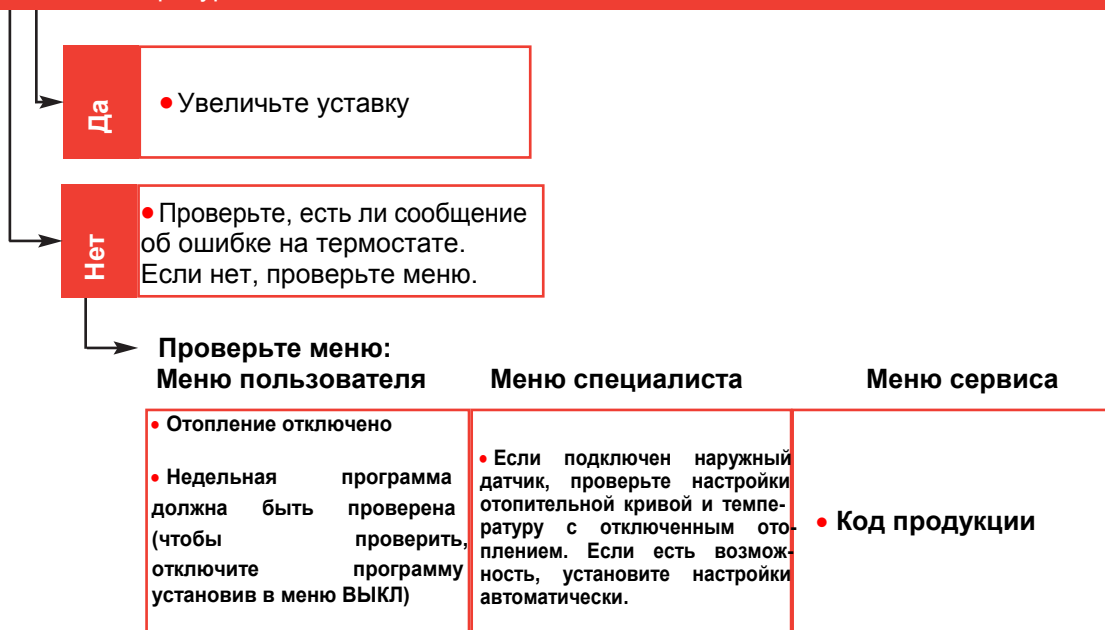 Да
• Увеличьте уставку
Нет
• Проверьте, есть ли сообщение
об ошибке на термостате.
Если нет, проверьте меню.
Проверьте меню:
Меню пользователя
Меню специалиста
Меню сервиса
• Отопление отключено
• Недельная программа
должна быть проверена
(чтобы проверить,
отключите программу
установив в меню ВЫКЛ)
• Если подключен наружный
датчик, проверьте настройки
отопительной кривой и темпе-
ратуру с отключенным ото-
плением. Если есть возмож-
ность, установите настройки
автоматически.
• Код продукции